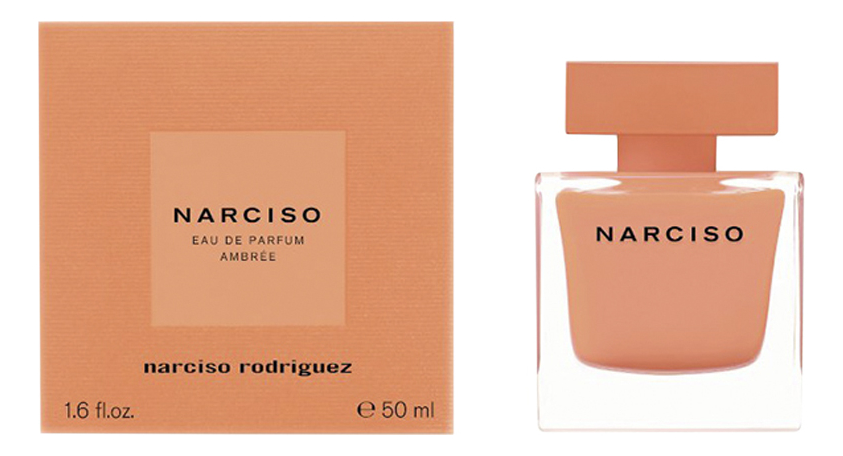 NARCISO
EAU DE PARFUM
AMBRÉE
narciso rodriguez
1.6 fl.oz.
℮ 50 ml
NARCISO